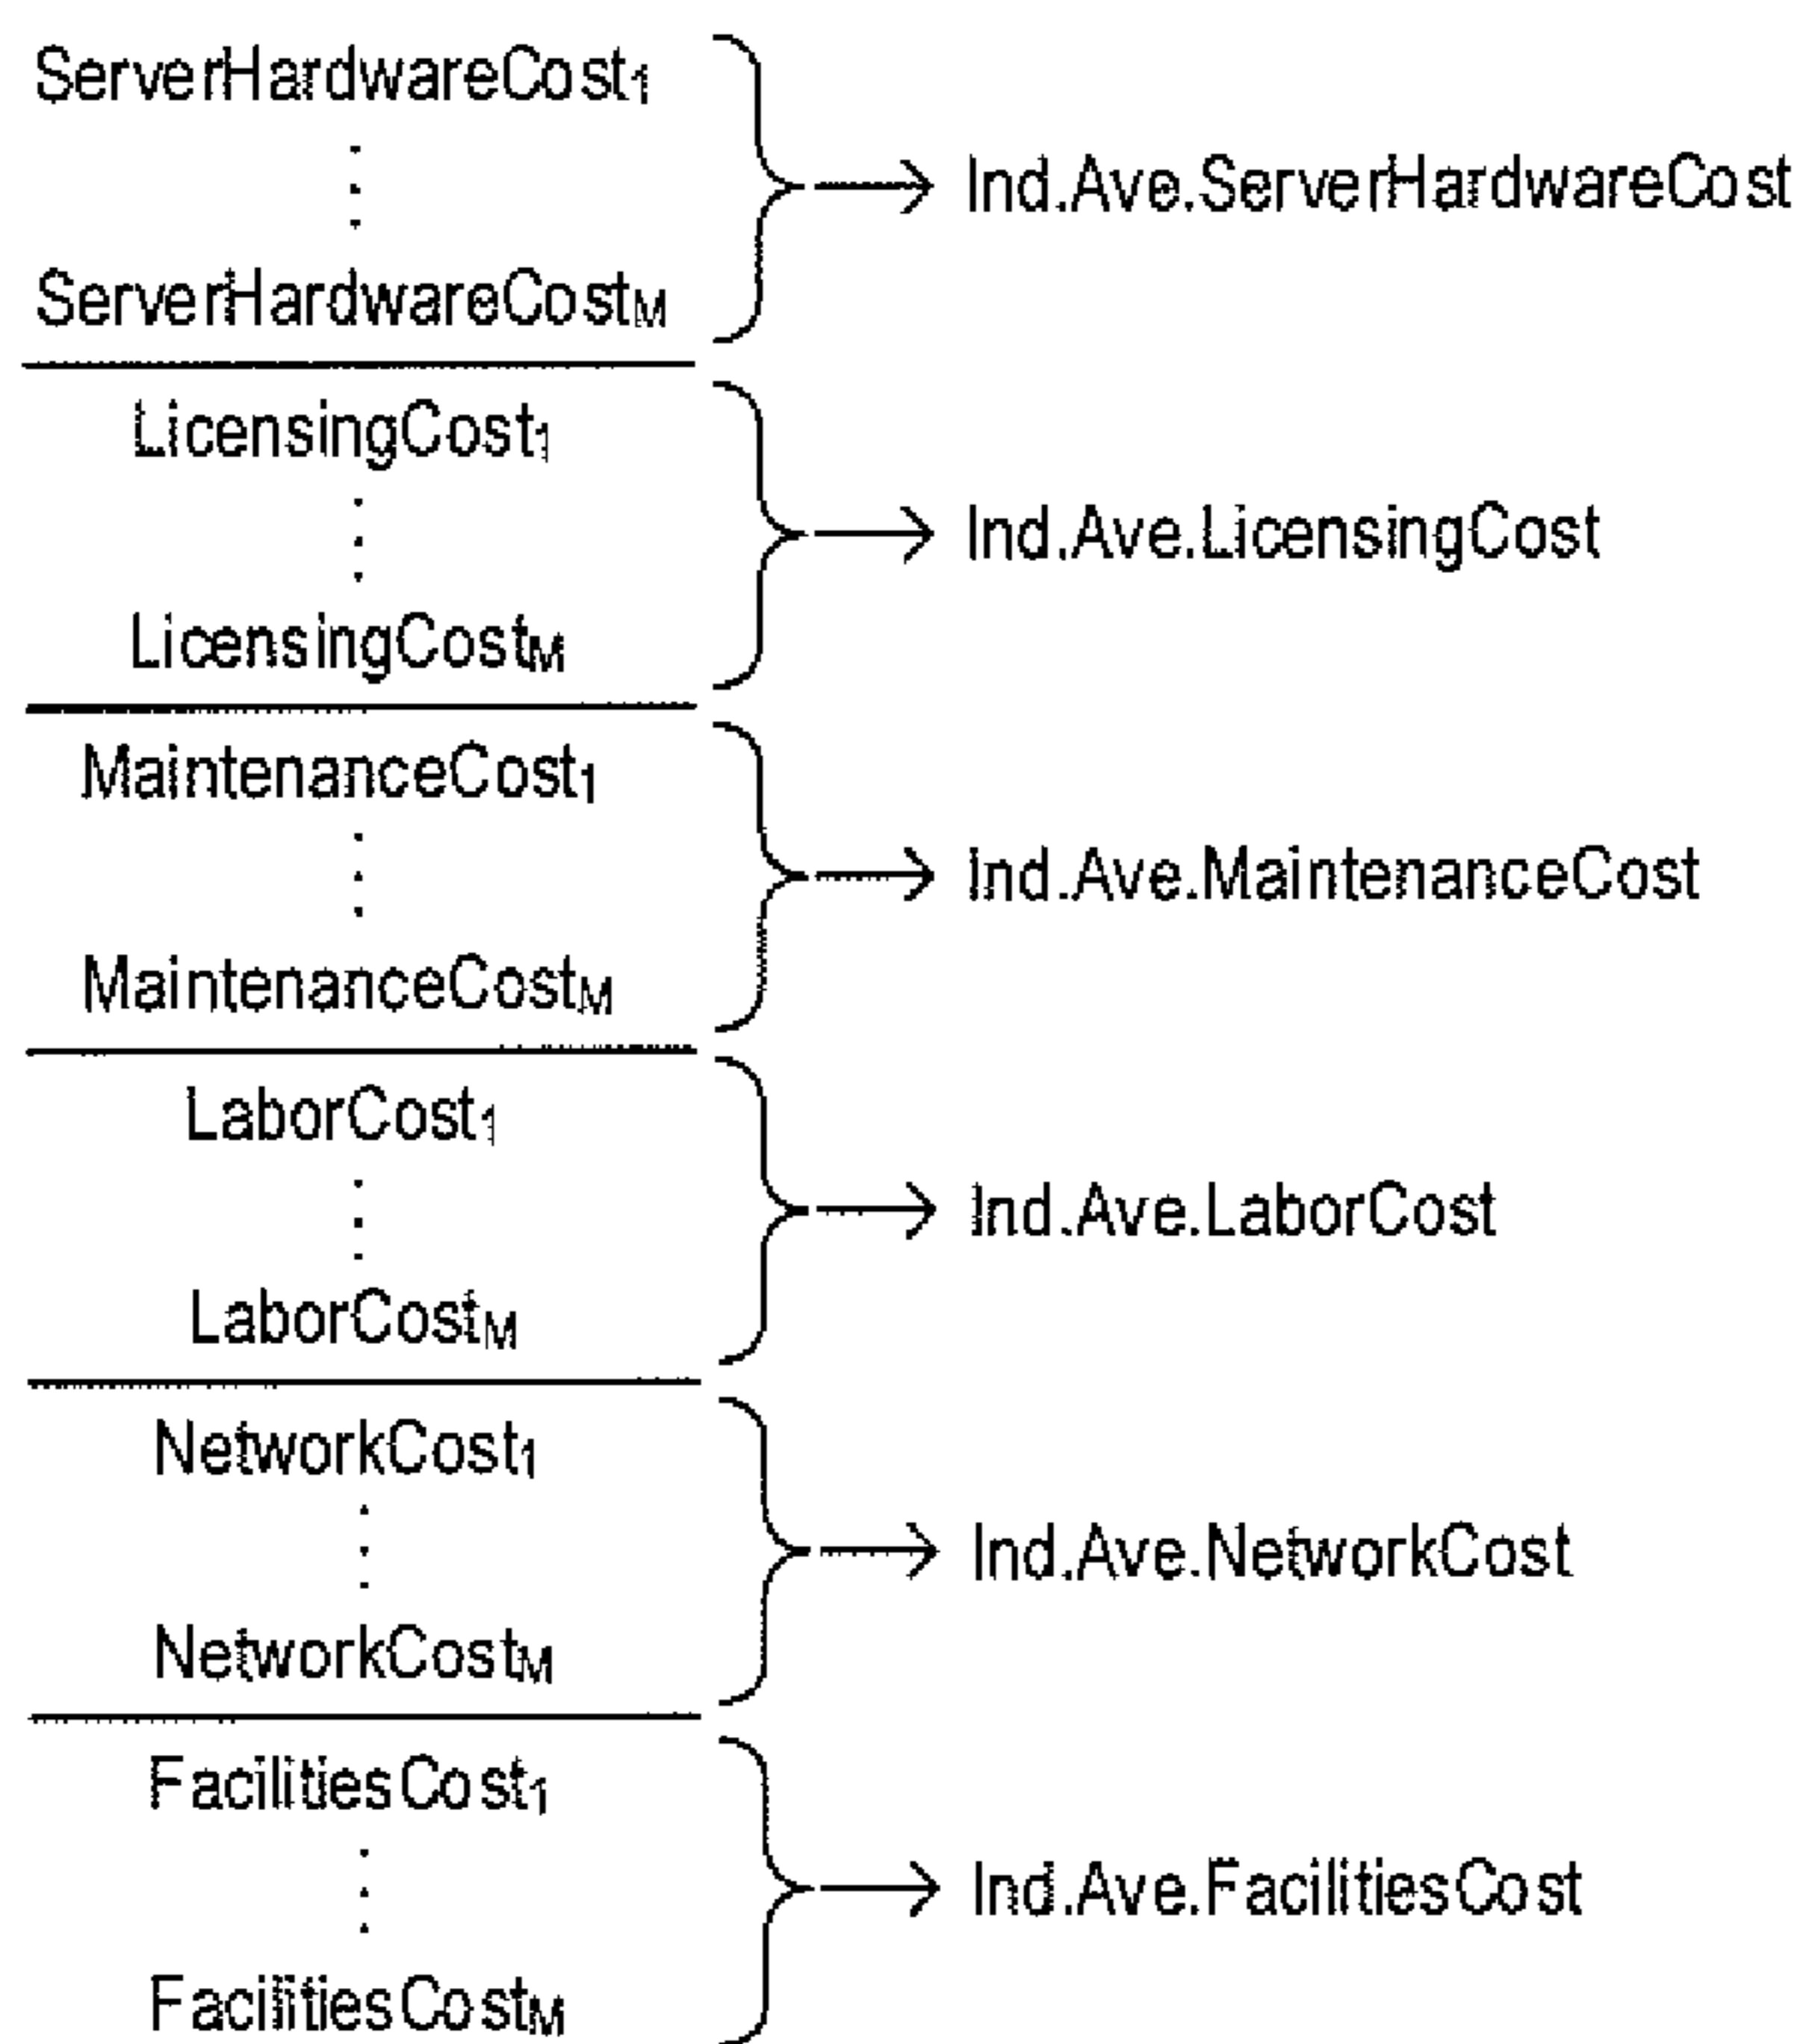 ServerHardwareCost₁
Ind.Ave.ServerHardwareCost
ServerHardwareCostM
LicensingCost₁
Ind.Ave.LicensingCost
LicensingCostM
MaintenanceCost₁
Ind.Ave.MaintenanceCost
MaintenanceCostM
LaborCost₁
Ind.Ave.LaborCost
LaborCostM
NetworkCost₁
Ind.Ave.NetworkCost
NetworkCostM
FacilitiesCost₁
Ind.Ave.FacilitiesCost
FacilitiesCostM